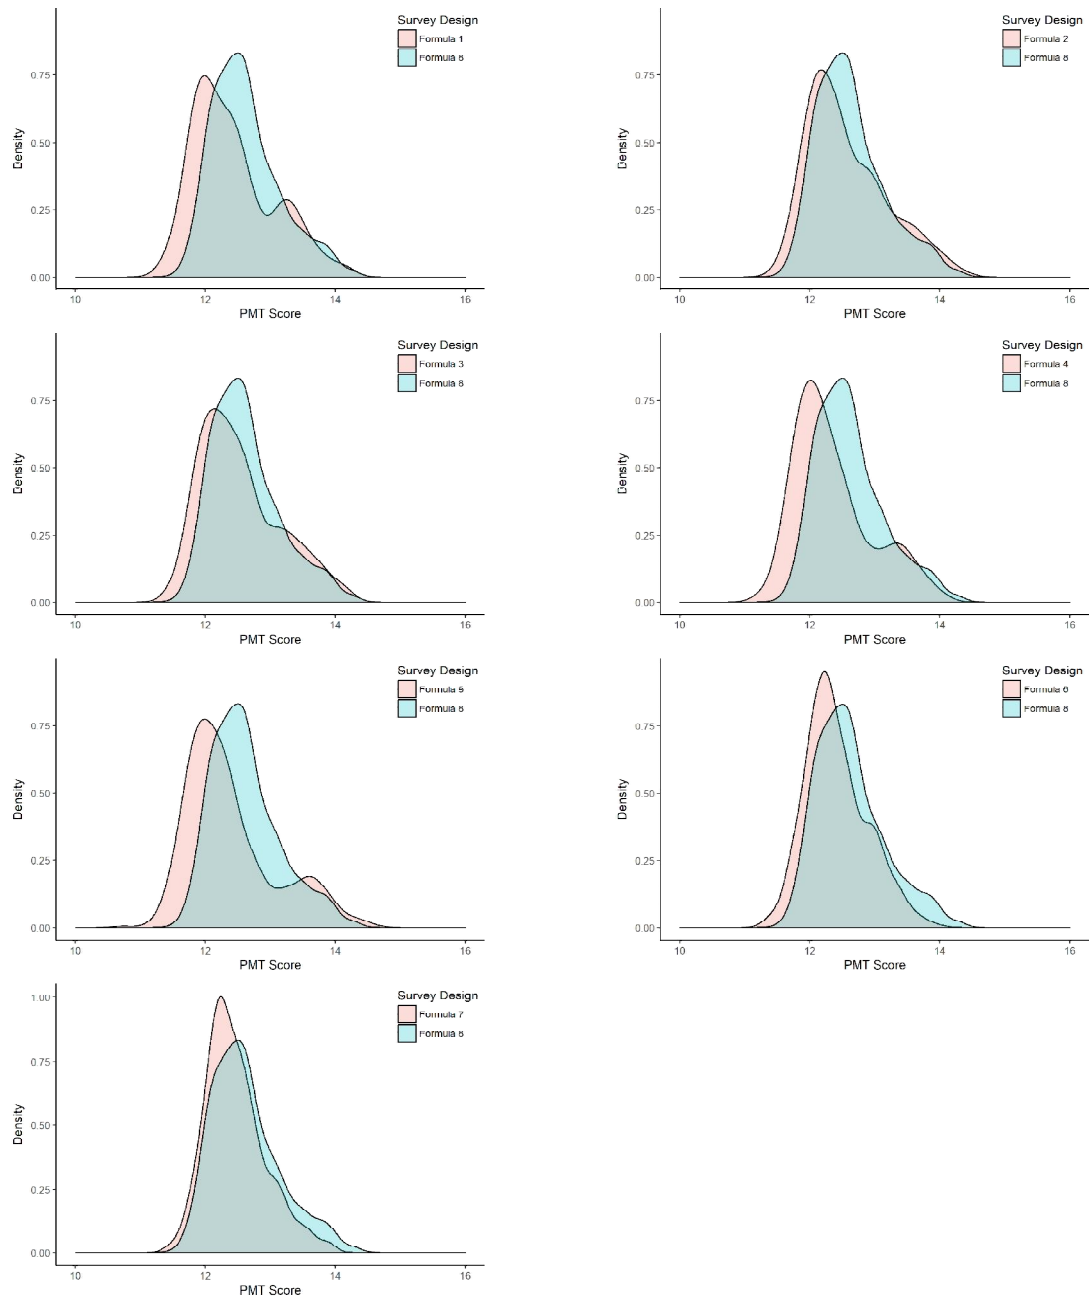 Survey Design
Formula 1
Formula 8
0.75
0.50
0.25
0.00
Density
10 12 14 16
PMT Score
Survey Design
Formula 2
Formula 8
0.75
0.50
0.25
0.00
Density
10 12 14 16
PMT Score
Survey Design
Formula 3
Formula 8
0.75
0.50
0.25
0.00
Density
10 12 14 16
PMT Score
Survey Design
Formula 4
Formula 8
0.75
0.50
0.25
0.00
Density
10 12 14 16
PMT Score
Survey Design
Formula 5
Formula 8
0.75
0.50
0.25
0.00
Density
10 12 14 16
PMT Score
Survey Design
Formula 6
Formula 8
0.75
0.50
0.25
0.00
Density
10 12 14 16
PMT Score
Survey Design
Formula 7
Formula 8
1.00
0.75
0.50
0.25
0.00
Density
10 12 14 16
PMT Score